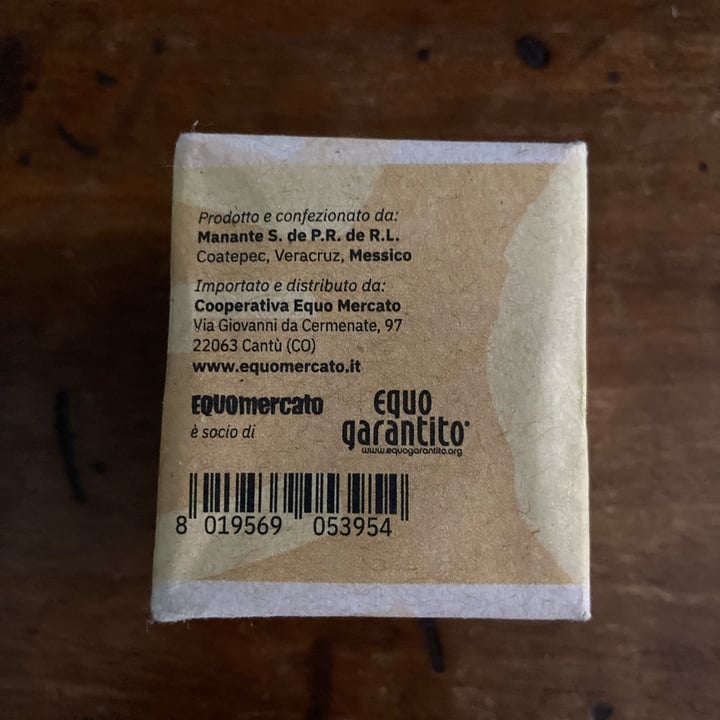 Prodotto e confezionato da:
Manante S. de P.R. de R.L.
Coatepec, Veracruz, Messico
Importato e distribuito da:
Cooperativa Equo Mercato
Via Giovanni da Cermenate, 97
22063 Cantù (CO)
www.equomercato.it
EQUOmercato
è socio di
equo
garantito
www.equogarantito.org
8 019569 053954